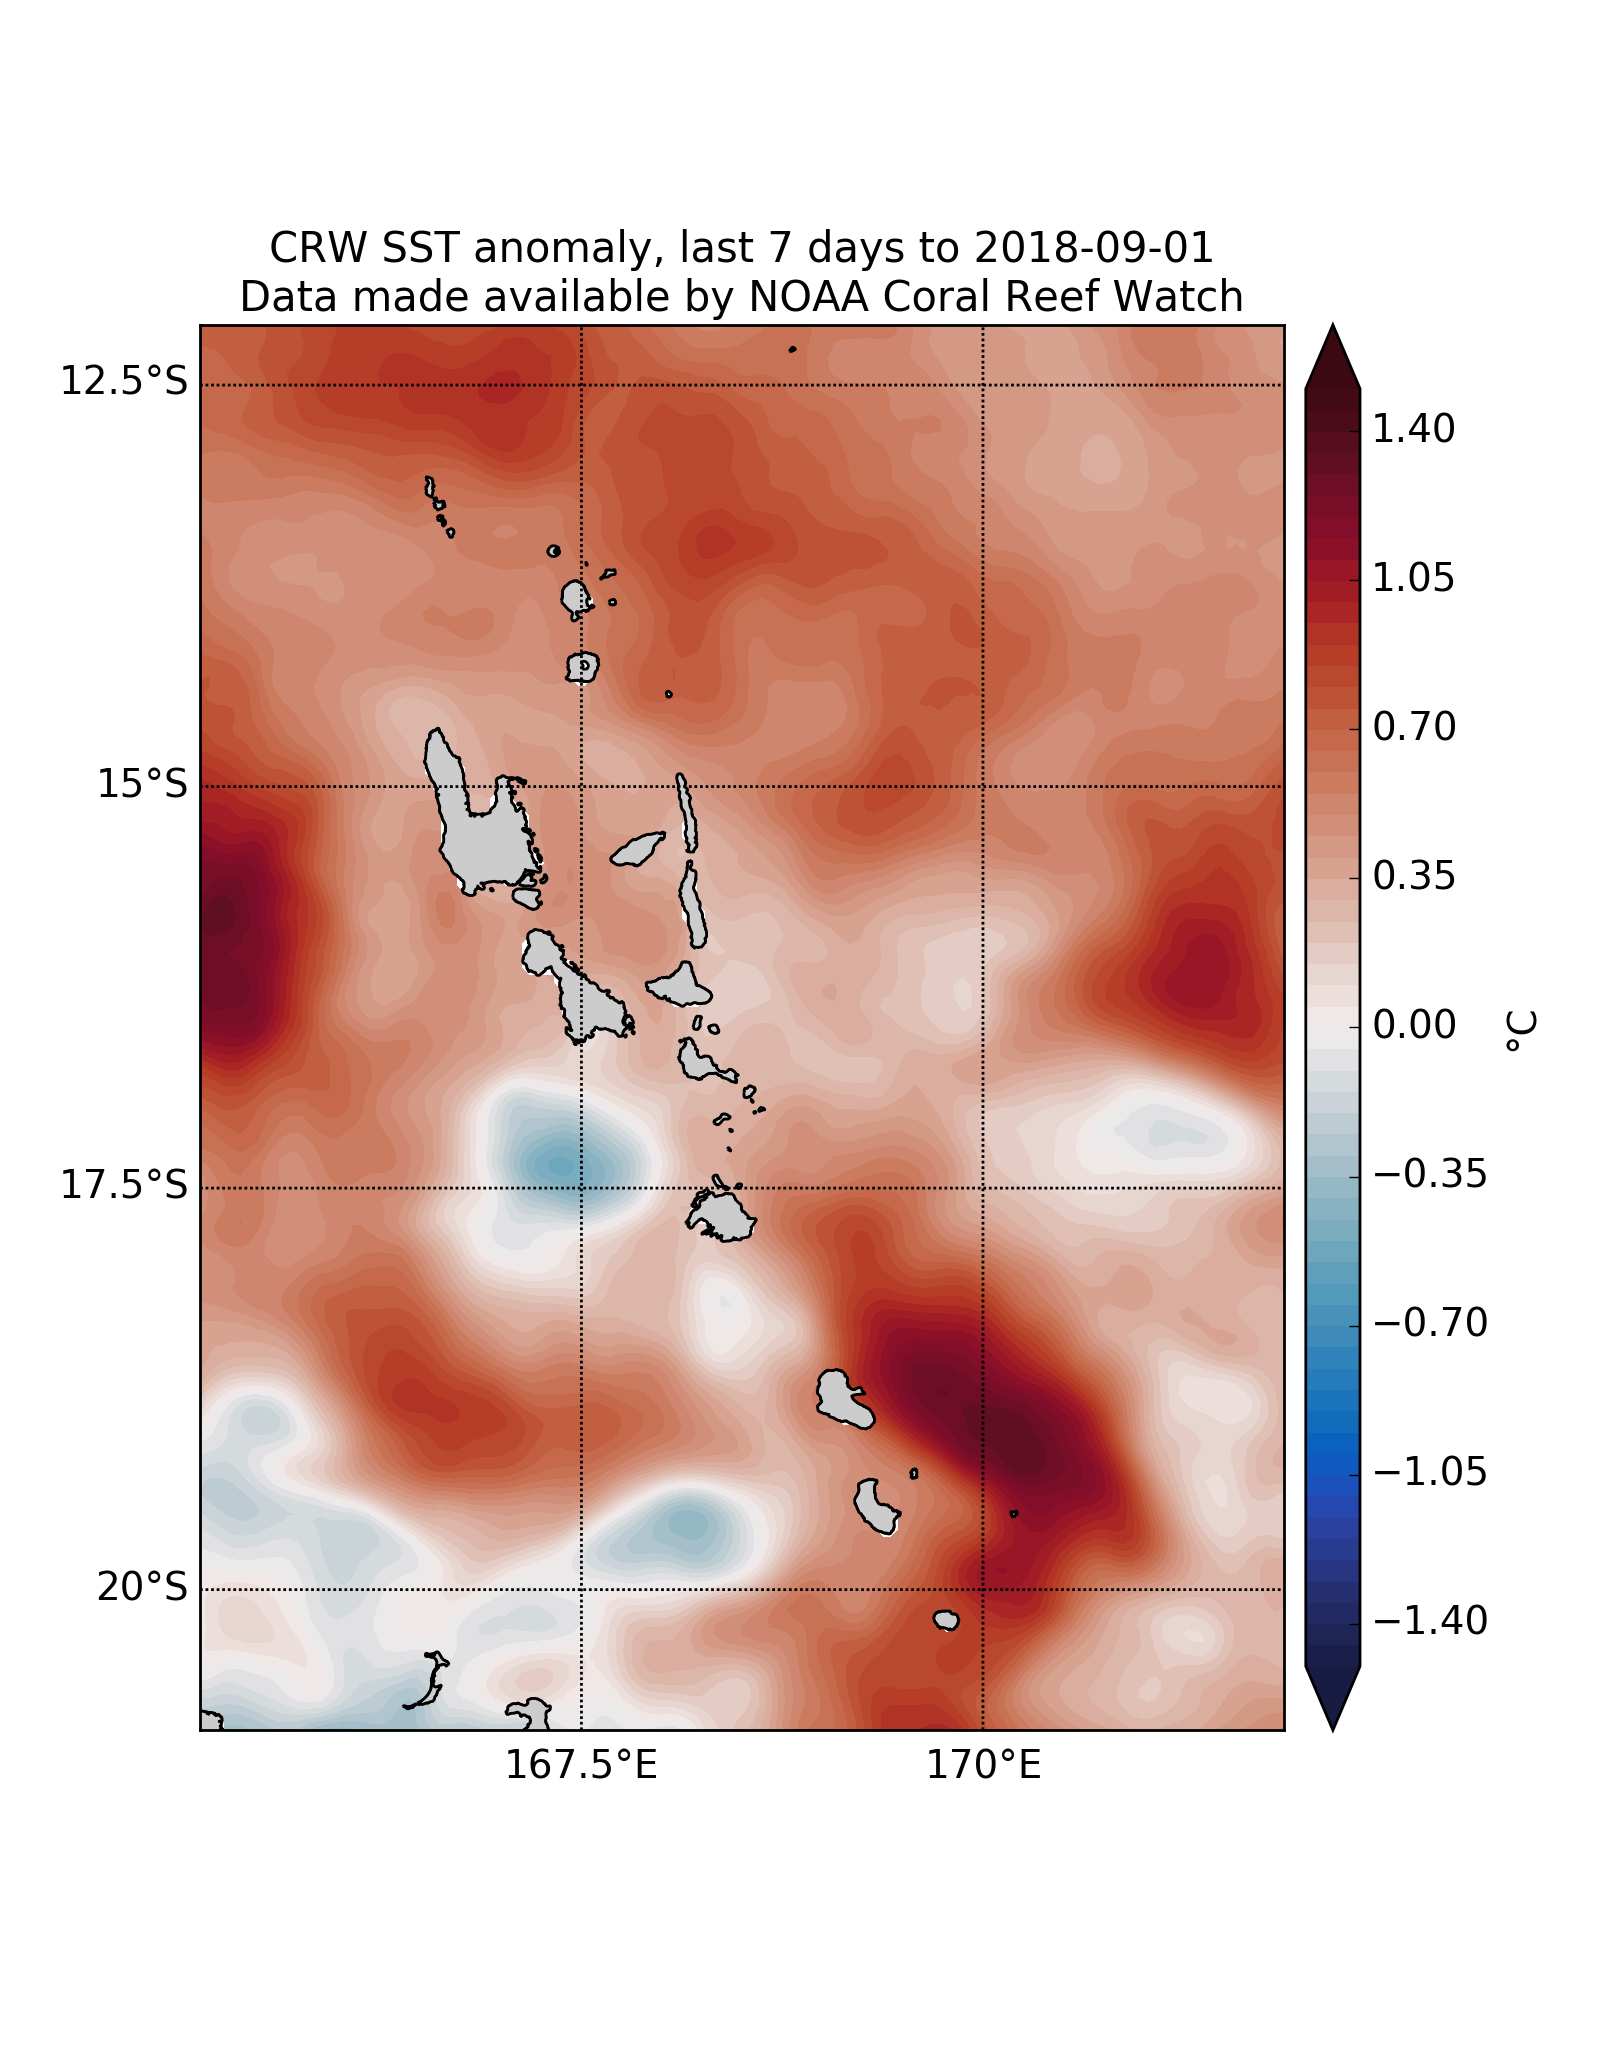 CRW SST anomaly, last 7 days to 2018-09-01
Data made available by NOAA Coral Reef Watch
12.5°S
15°S
17.5°S
20°S
167.5°E
170°E
1.40
1.05
0.70
0.35
0.00
−0.35
−0.70
−1.05
−1.40
°C